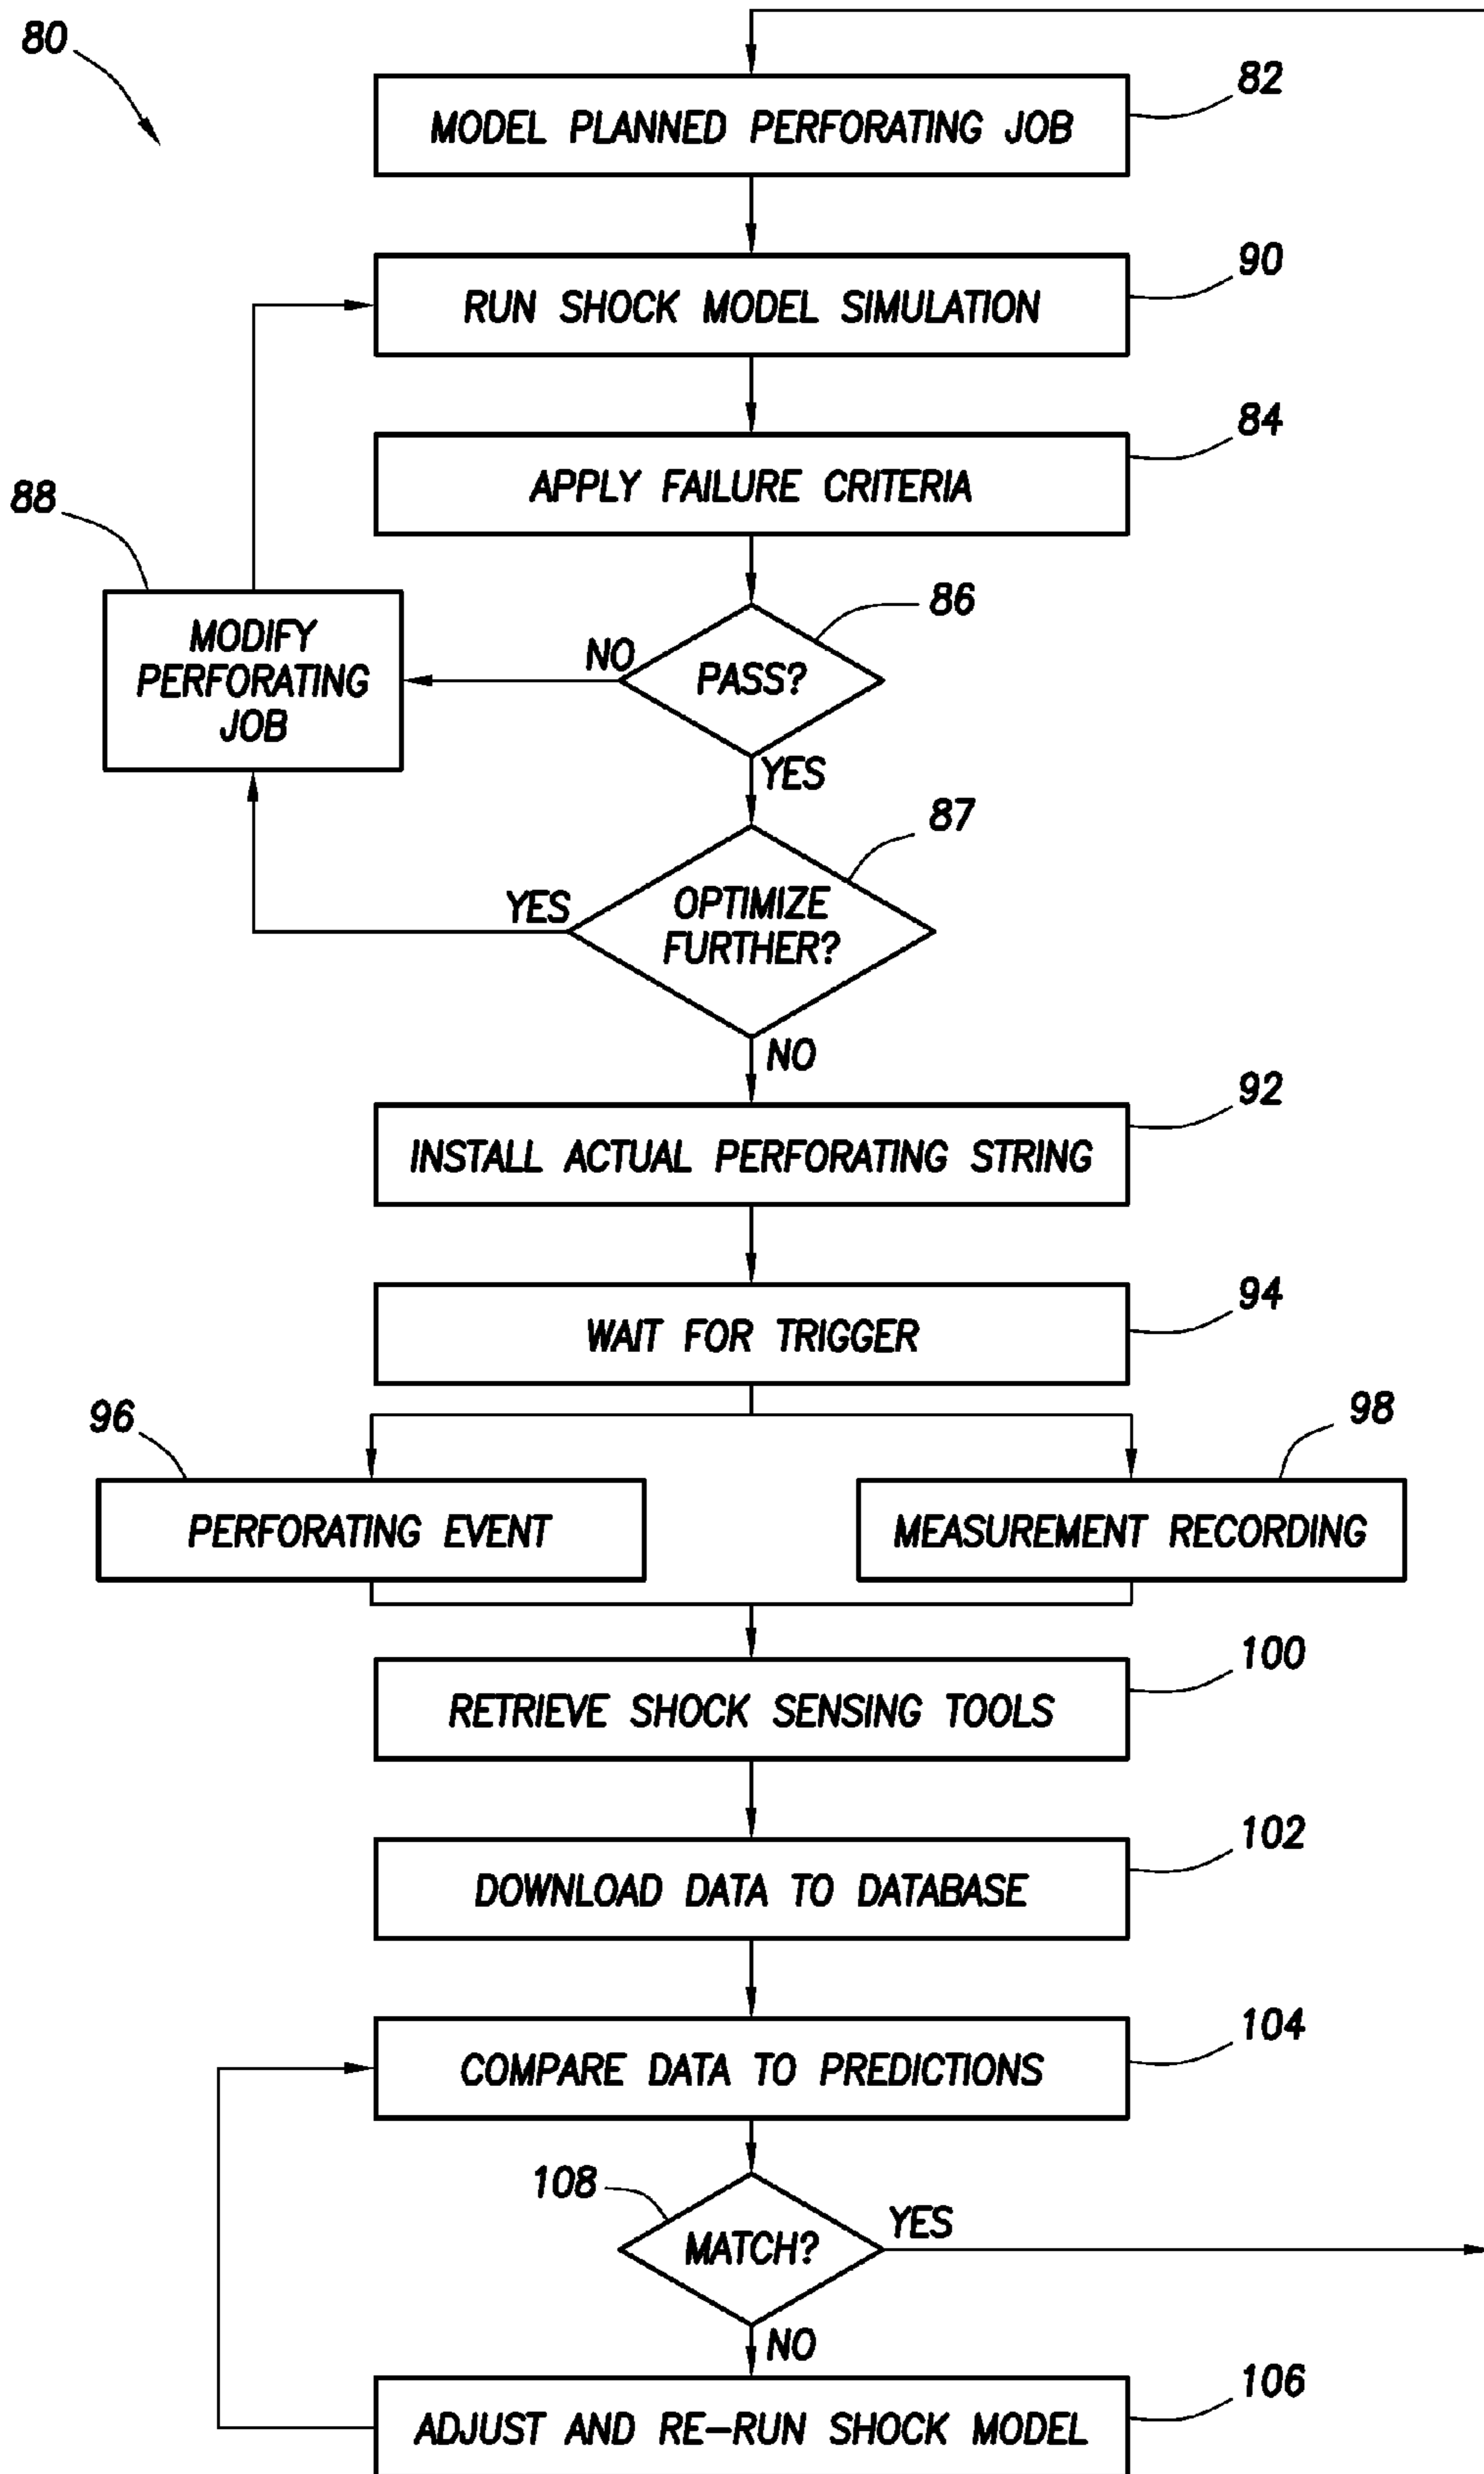 80
82
MODEL PLANNED PERFORATING JOB
90
RUN SHOCK MODEL SIMULATION
84
APPLY FAILURE CRITERIA
88
MODIFY
PERFORATING
JOB
86
NO
PASS?
YES
87
YES
OPTIMIZE
FURTHER?
NO
92
INSTALL ACTUAL PERFORATING STRING
94
WAIT FOR TRIGGER
96
98
PERFORATING EVENT
MEASUREMENT RECORDING
100
RETRIEVE SHOCK SENSING TOOLS
102
DOWNLOAD DATA TO DATABASE
104
COMPARE DATA TO PREDICTIONS
108
MATCH?
YES
NO
106
ADJUST AND RE-RUN SHOCK MODEL